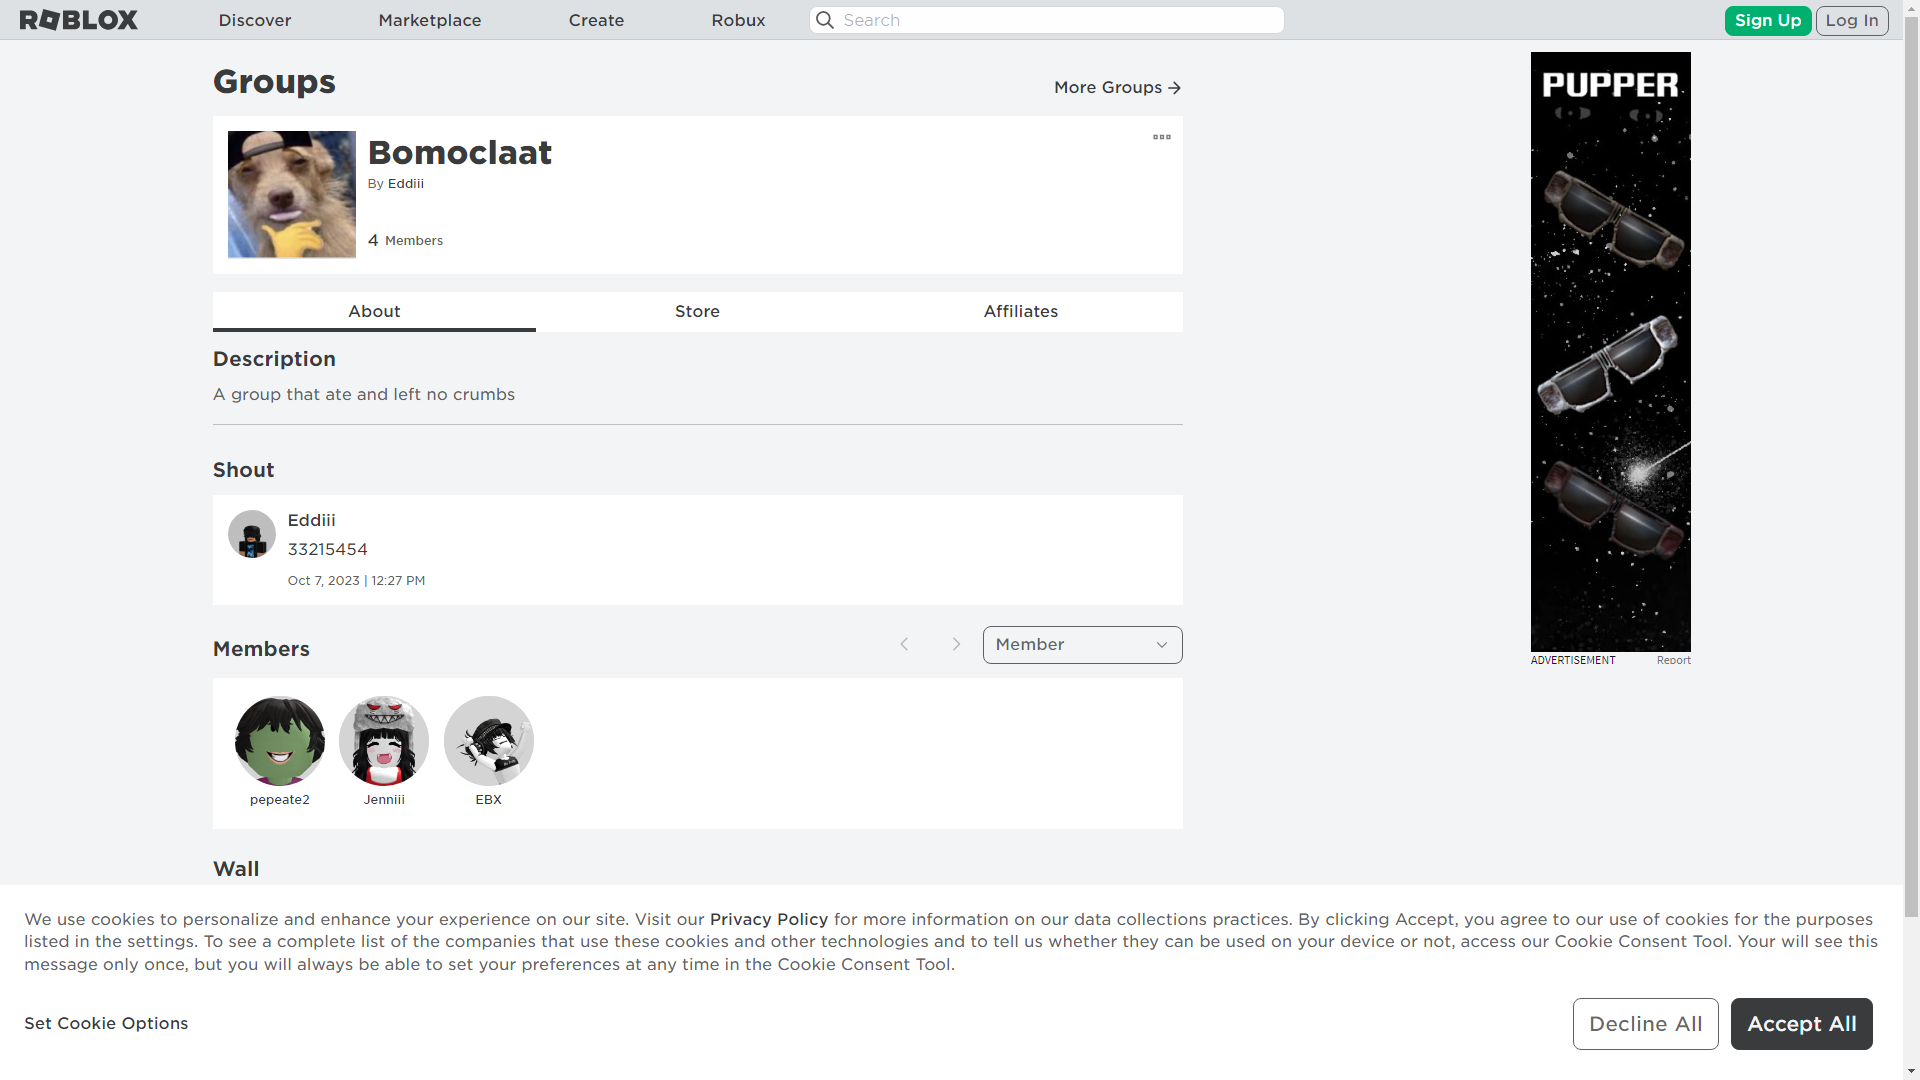 ROBLOX
Discover
Marketplace
Create
Robux
Search
Sign Up
Log In
Groups
More Groups
Bomoclaat
By Eddiii
4 Members
About
Store
Affiliates
Description
A group that ate and left no crumbs
Shout
Eddiii
33215454
Oct 7, 2023 | 12:27 PM
Members
Member
pepeate2
Jenniii
EBX
Wall
PUPPER
ADVERTISEMENT
Report
We use cookies to personalize and enhance your experience on our site. Visit our Privacy Policy for more information on our data collections practices. By clicking Accept, you agree to our use of cookies for the purposes
listed in the settings. To see a complete list of the companies that use these cookies and other technologies and to tell us whether they can be used on your device or not, access our Cookie Consent Tool. Your will see this
message only once, but you will always be able to set your preferences at any time in the Cookie Consent Tool.
Set Cookie Options
Decline All
Accept All